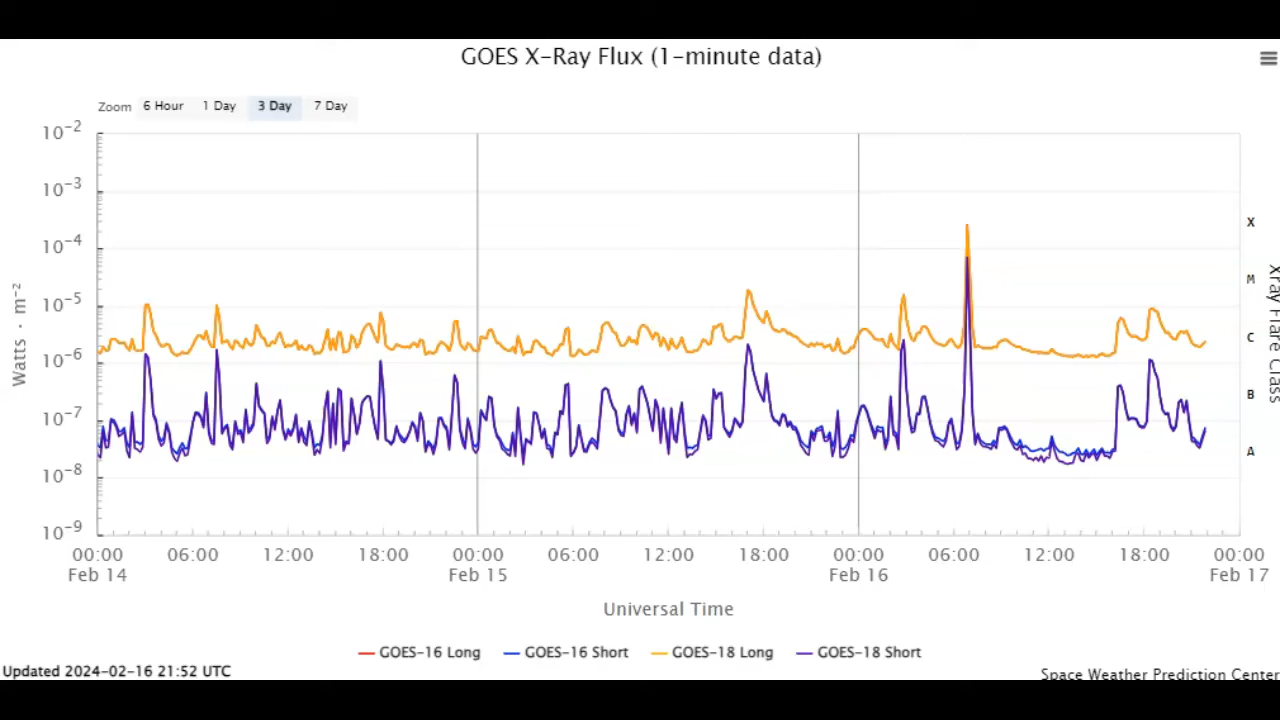 GOES X-Ray Flux (1-minute data)
Zoom 6 Hour 1 Day 3 Day 7 Day
10⁻²
10⁻³
10⁻⁴
10⁻⁵
10⁻⁶
10⁻⁷
10⁻⁸
10⁻⁹
Watts · m⁻²
X
M
C
B
A
Xray Flare Class
00:00 06:00 12:00 18:00 00:00 06:00 12:00 18:00 00:00 06:00 12:00 18:00 00:00
Feb 14 Feb 15 Feb 16 Feb 17
Universal Time
GOES-16 Long GOES-16 Short GOES-18 Long GOES-18 Short
Updated 2024-02-16 21:52 UTC
Space Weather Prediction Center